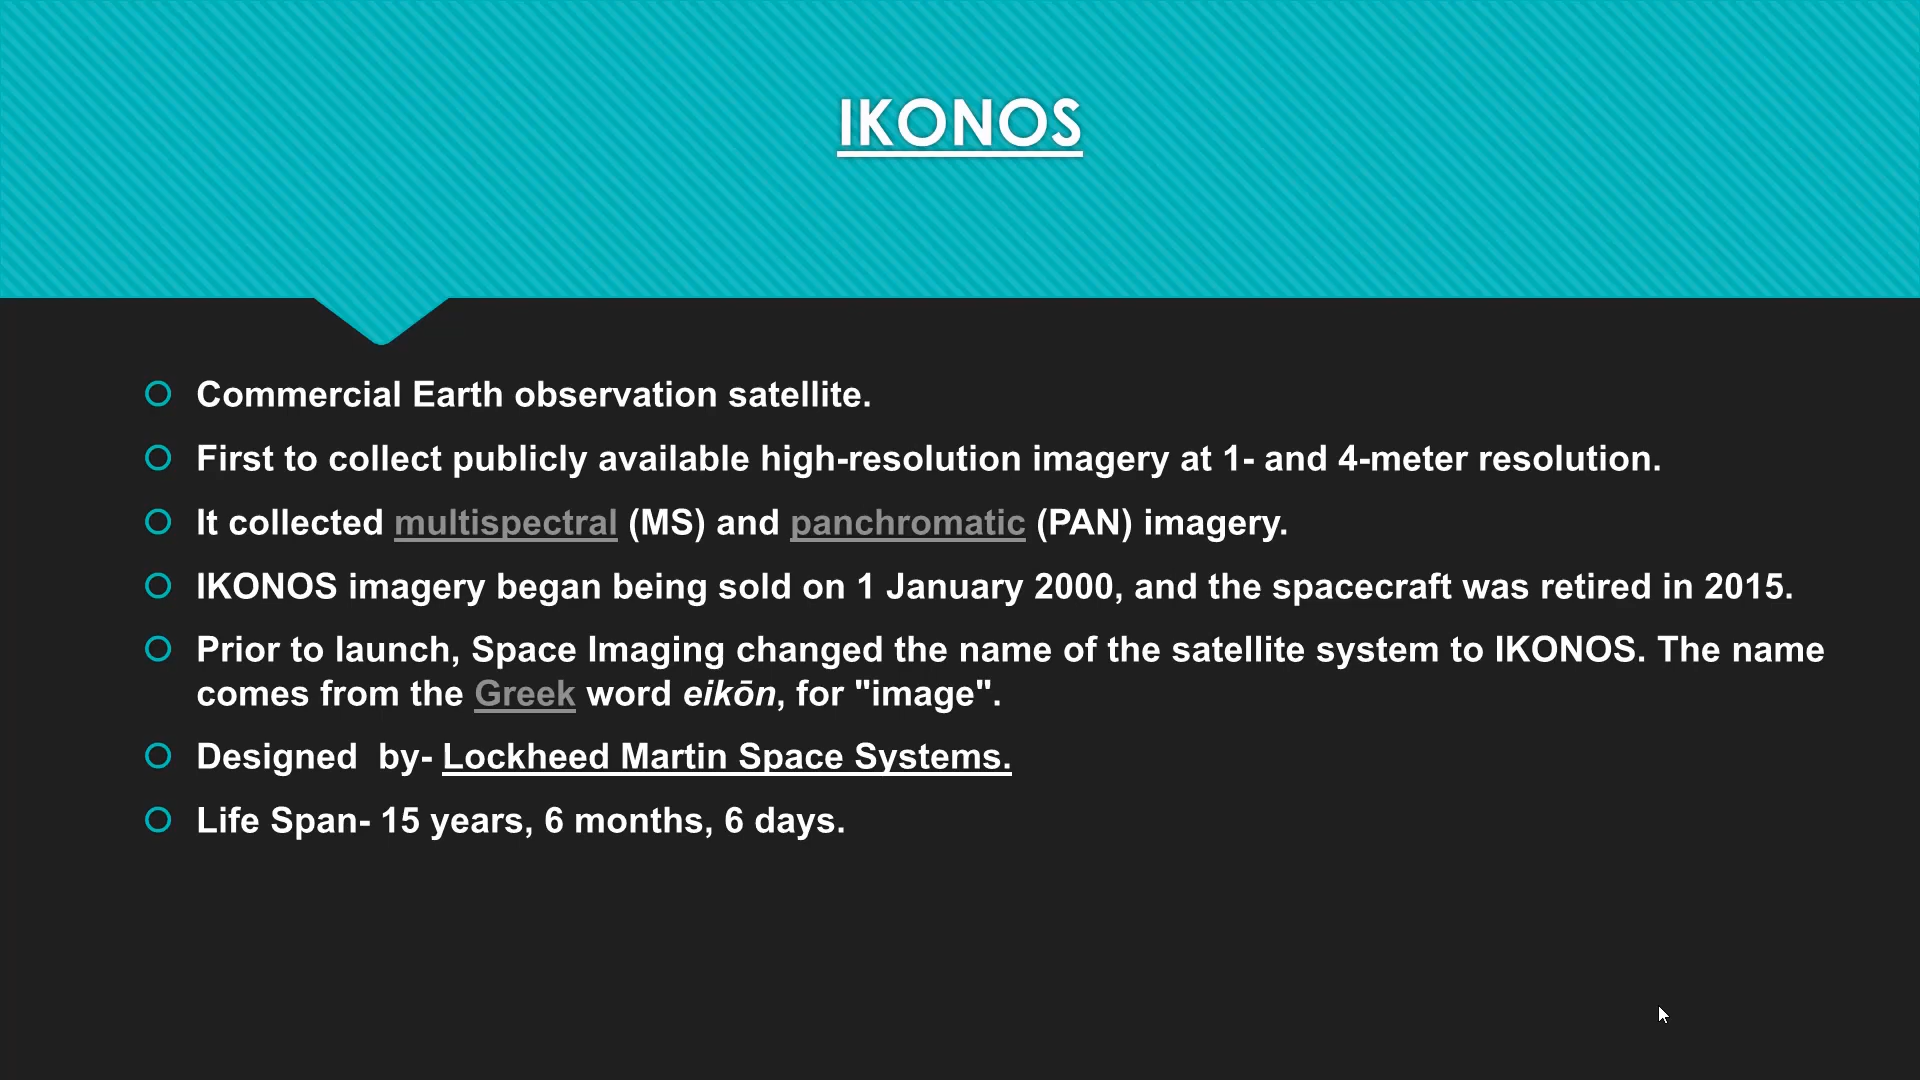 IKONOS
Commercial Earth observation satellite.
First to collect publicly available high-resolution imagery at 1- and 4-meter resolution.
It collected multispectral (MS) and panchromatic (PAN) imagery.
IKONOS imagery began being sold on 1 January 2000, and the spacecraft was retired in 2015.
Prior to launch, Space Imaging changed the name of the satellite system to IKONOS. The name
comes from the Greek word eikōn, for "image".
Designed  by- Lockheed Martin Space Systems.
Life Span- 15 years, 6 months, 6 days.